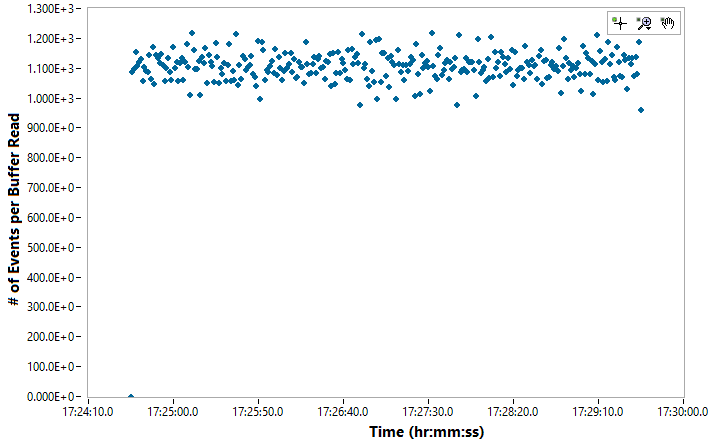 # of Events per Buffer Read
1.300E+3
1.200E+3
1.100E+3
1.000E+3
900.0E+0
800.0E+0
700.0E+0
600.0E+0
500.0E+0
400.0E+0
300.0E+0
200.0E+0
100.0E+0
0.000E+0
17:24:10.0 17:25:00.0 17:25:50.0 17:26:40.0 17:27:30.0 17:28:20.0 17:29:10.0 17:30:00.0
Time (hr:mm:ss)